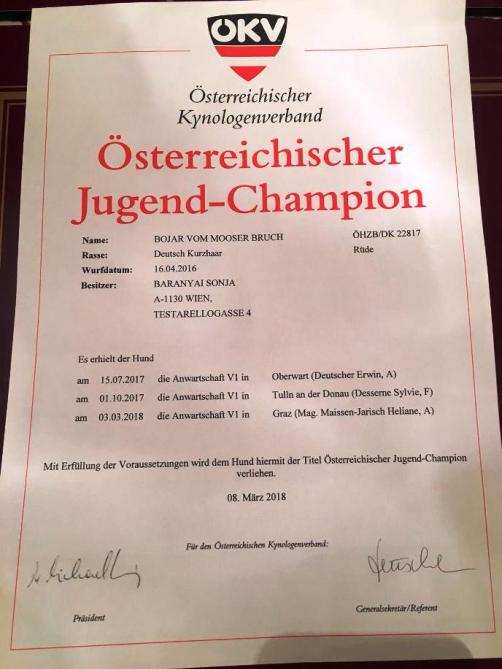 ÖKV
Österreichischer
Kynologenverband
Österreichischer
Jugend-Champion
Name: BOJAR VOM MOOSER BRUCH ÖHZB/DK 22817
Rasse: Deutsch Kurzhaar Rüde
Wurfdatum: 16.04.2016
Besitzer: BARANYAI SONJA
A-1130 WIEN,
TESTARELLOGASSE 4
Es erhielt der Hund
am 15.07.2017 die Anwartschaft V1 in Oberwart (Deutscher Erwin, A)
am 01.10.2017 die Anwartschaft V1 in Tulln an der Donau (Desserne Sylvie, F)
am 03.03.2018 die Anwartschaft V1 in Graz (Mag. Maissen-Jarisch Heliane, A)
Mit Erfüllung der Voraussetzungen wird dem Hund hiermit der Titel Österreichischer Jugend-Champion
verliehen.
08. März 2018
Für den Österreichischen Kynologenverband:
Präsident
Generalsekretär/Referent